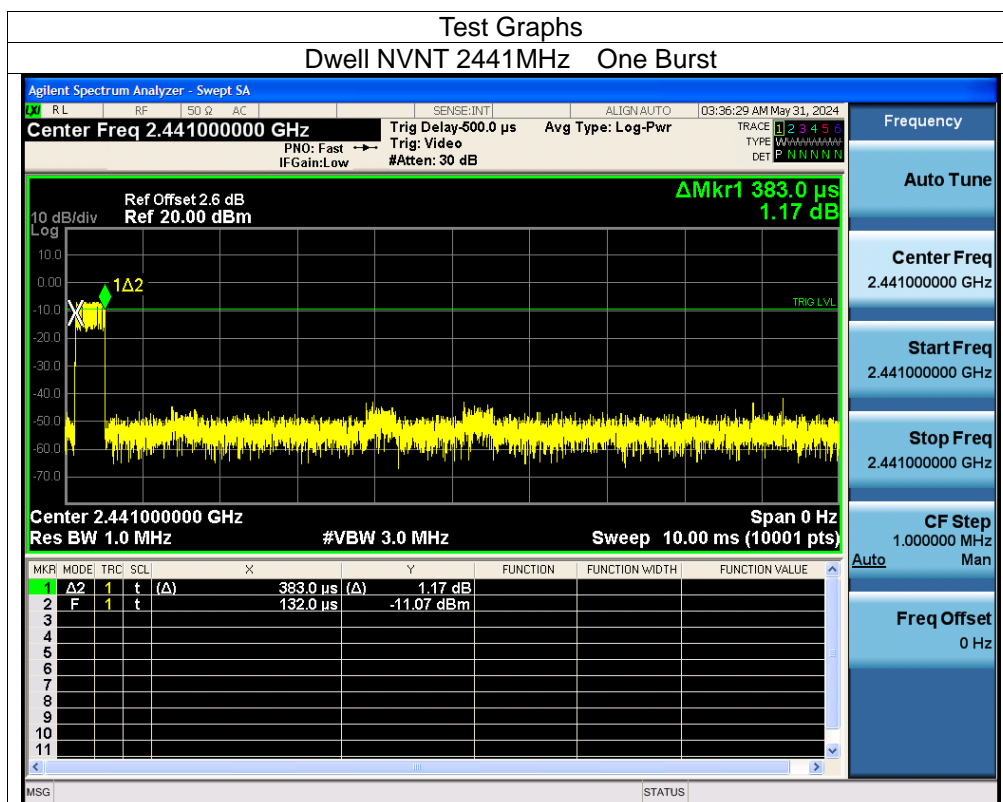 Test Graphs
Dwell NVNT 2441MHz One Burst
Agilent Spectrum Analyzer - Swept SA
LXI RL RF 50 Ω AC SENSE:INT ALIGN AUTO 03:36:29 AM May 31, 2024
Center Freq 2.441000000 GHz Trig Delay-500.0 µs Avg Type: Log-Pwr TRACE 1 2 3 4 5 6
PNO: Fast Trig: Video TYPE WWWWWW
IFGain:Low #Atten: 30 dB DET P N N N N N
Frequency
Auto Tune
Center Freq
2.441000000 GHz
Start Freq
2.441000000 GHz
Stop Freq
2.441000000 GHz
CF Step
1.000000 MHz
Auto Man
Freq Offset
0 Hz
ΔMkr1 383.0 µs
1.17 dB
Ref Offset 2.6 dB
10 dB/div Ref 20.00 dBm
Log
10.0
0.00
-10.0
-20.0
-30.0
-40.0
-50.0
-60.0
-70.0
1Δ2
X
TRIG LVL
Center 2.441000000 GHz Span 0 Hz
Res BW 1.0 MHz #VBW 3.0 MHz Sweep 10.00 ms (10001 pts)
MKR MODE TRC SCL X Y FUNCTION FUNCTION WIDTH FUNCTION VALUE
1 Δ2 1 t (Δ) 383.0 µs (Δ) 1.17 dB
2 F 1 t 132.0 µs -11.07 dBm
3
4
5
6
7
8
9
10
11
MSG STATUS